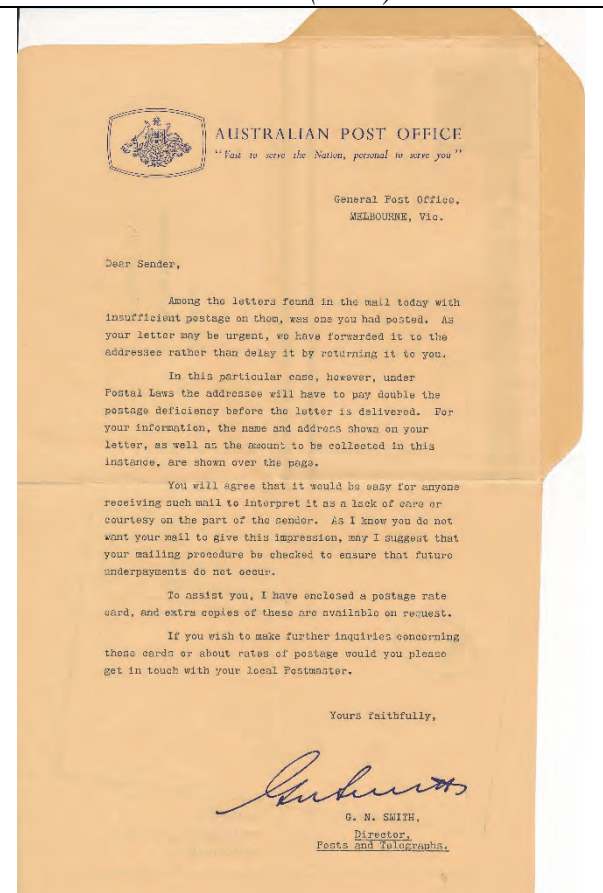 AUSTRALIAN POST OFFICE
"Vast to serve the Nation, personal to serve you"
General Post Office,
MELBOURNE, Vic.
Dear Sender,
Among the letters found in the mail today with
insufficient postage on them, was one you had posted. As
your letter may be urgent, we have forwarded it to the
addressee rather than delay it by returning it to you.
In this particular case, however, under
Postal Laws the addressee will have to pay double the
postage deficiency before the letter is delivered. For
your information, the name and address shown on your
letter, as well as the amount to be collected in this
instance, are shown over the page.
You will agree that it would be easy for anyone
receiving such mail to interpret it as a lack of care or
courtesy on the part of the sender. As I know you do not
want your mail to give this impression, may I suggest that
your mailing procedure be checked to ensure that future
underpayments do not occur.
To assist you, I have enclosed a postage rate
card, and extra copies of these are available on request.
If you wish to make further inquiries concerning
these cards or about rates of postage would you please
get in touch with your local Postmaster.
Yours faithfully,
G. N. SMITH,
Director,
Posts and Telegraphs.